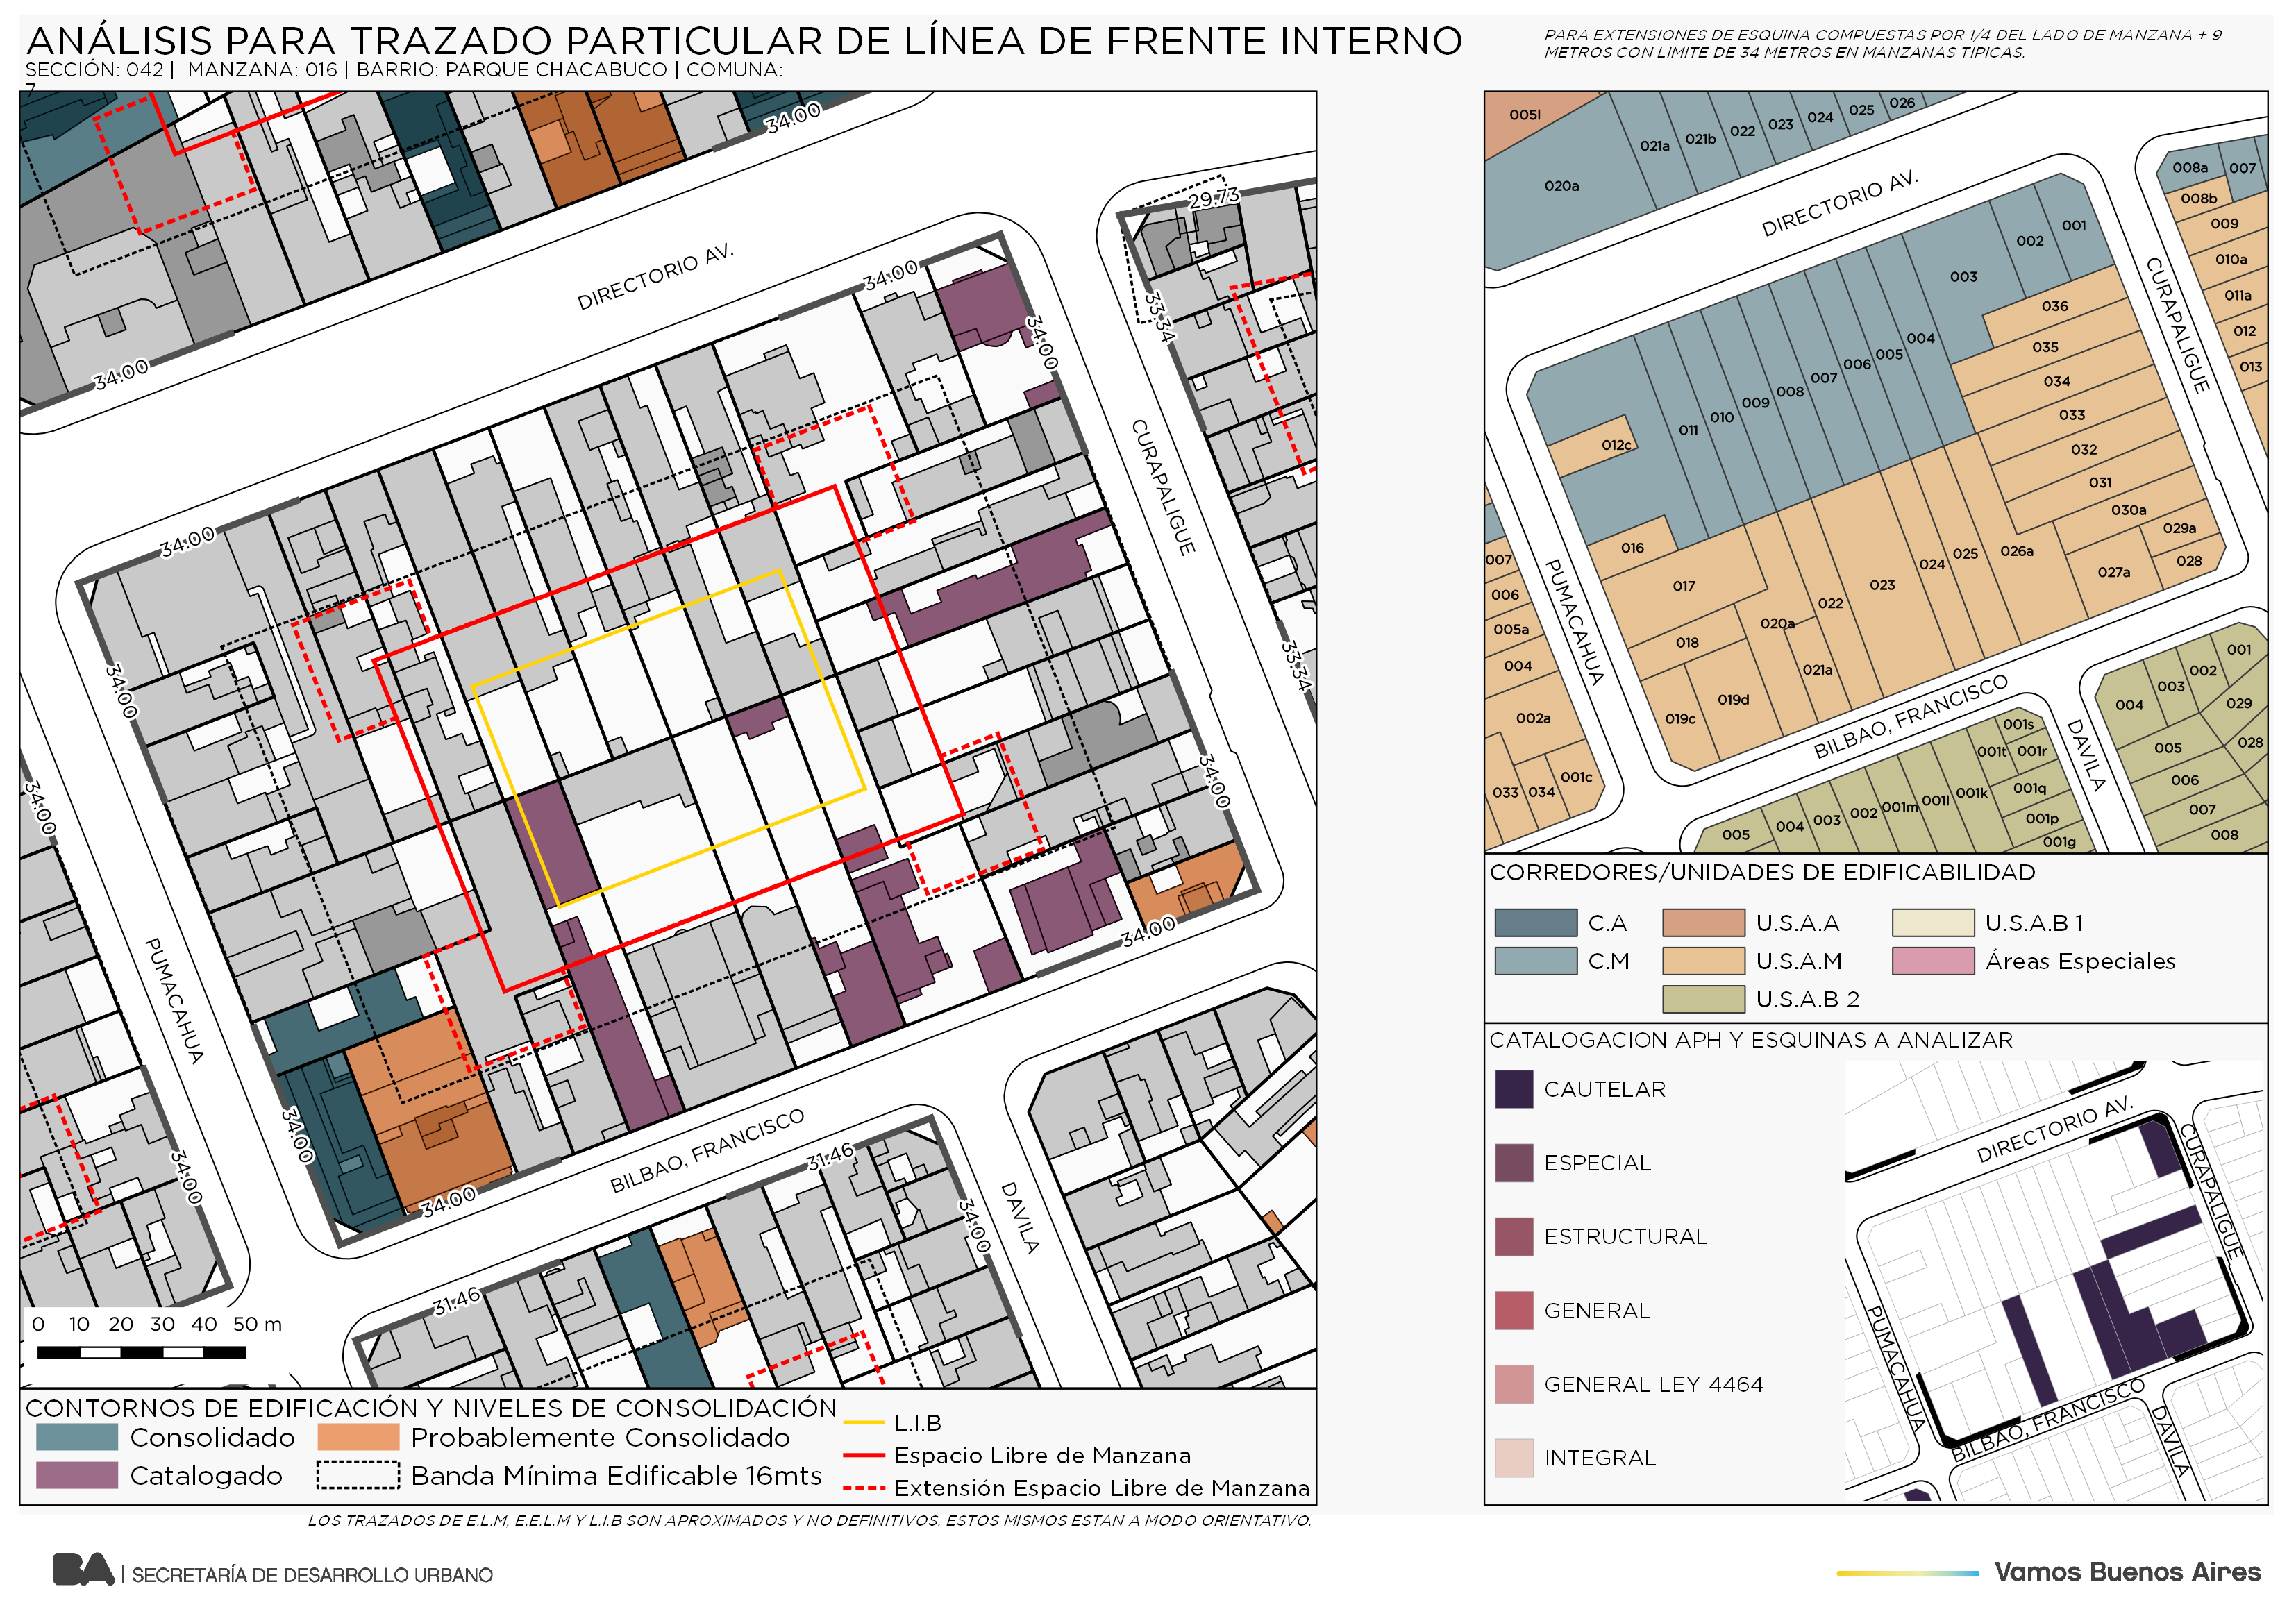 ANÁLISIS PARA TRAZADO PARTICULAR DE LÍNEA DE FRENTE INTERNO
SECCIÓN: 042 | MANZANA: 016 | BARRIO: PARQUE CHACABUCO | COMUNA:
7
PARA EXTENSIONES DE ESQUINA COMPUESTAS POR 1/4 DEL LADO DE MANZANA + 9
METROS CON LIMITE DE 34 METROS EN MANZANAS TIPICAS.
34.00
29.73
DIRECTORIO AV.
34.00
33.34
34.00
34.00
CURAPALIGUE
34.00
34.00
33.34
34.00
34.00
34.00
PUMACAHUA
34.00
34.00
34.00
BILBAO, FRANCISCO
31.46
34.00
34.00
DAVILA
31.46
0 10 20 30 40 50 m
CONTORNOS DE EDIFICACIÓN Y NIVELES DE CONSOLIDACIÓN
Consolidado
Probablemente Consolidado
Catalogado
Banda Mínima Edificable 16mts
L.I.B
Espacio Libre de Manzana
Extensión Espacio Libre de Manzana
LOS TRAZADOS DE E.L.M, E.E.L.M Y L.I.B SON APROXIMADOS Y NO DEFINITIVOS. ESTOS MISMOS ESTAN A MODO ORIENTATIVO.
005l
020a
021a
021b
022
023
024
025
026
008a
007
008b
009
010a
011a
012
013
DIRECTORIO AV.
CURAPALIGUE
001
002
003
004
005
006
007
008
009
010
011
012c
036
035
034
033
032
031
030a
029a
028
027a
026a
025
024
023
022
021a
020a
019d
019c
018
017
016
007
006
005a
004
002a
001c
034
033
PUMACAHUA
BILBAO, FRANCISCO
DAVILA
005
004
003
002
001m
001l
001k
001t
001s
001r
001q
001p
001g
001
002
003
004
029
028
005
006
007
008
CORREDORES/UNIDADES DE EDIFICABILIDAD
C.A
U.S.A.A
U.S.A.B 1
C.M
U.S.A.M
Áreas Especiales
U.S.A.B 2
CATALOGACION APH Y ESQUINAS A ANALIZAR
CAUTELAR
ESPECIAL
ESTRUCTURAL
GENERAL
GENERAL LEY 4464
INTEGRAL
DIRECTORIO AV.
CURAPALIGUE
PUMACAHUA
BILBAO, FRANCISCO
DAVILA
BA | SECRETARÍA DE DESARROLLO URBANO
Vamos Buenos Aires